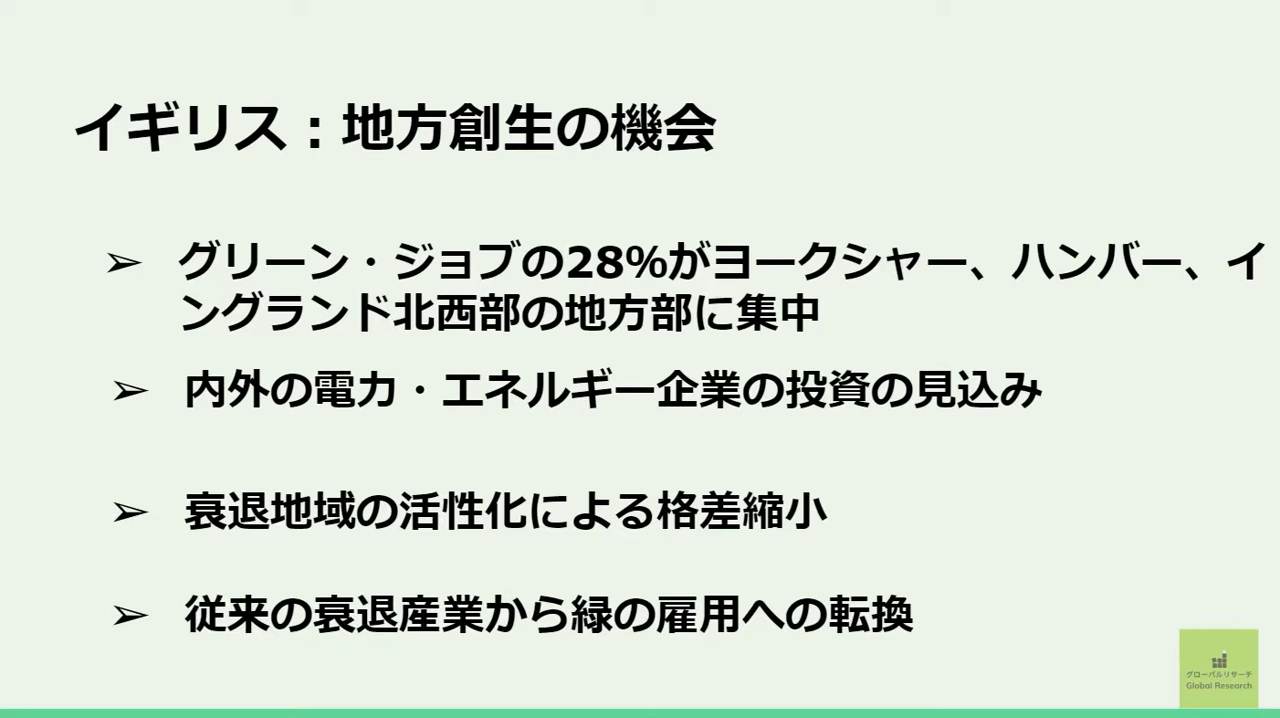 イギリス：地方創生の機会
➢ グリーン・ジョブの28%がヨークシャー、ハンバー、イ
ングランド北西部の地方部に集中
➢ 内外の電力・エネルギー企業の投資の見込み
➢ 衰退地域の活性化による格差縮小
➢ 従来の衰退産業から緑の雇用への転換
グローバルリサーチ
Global Research